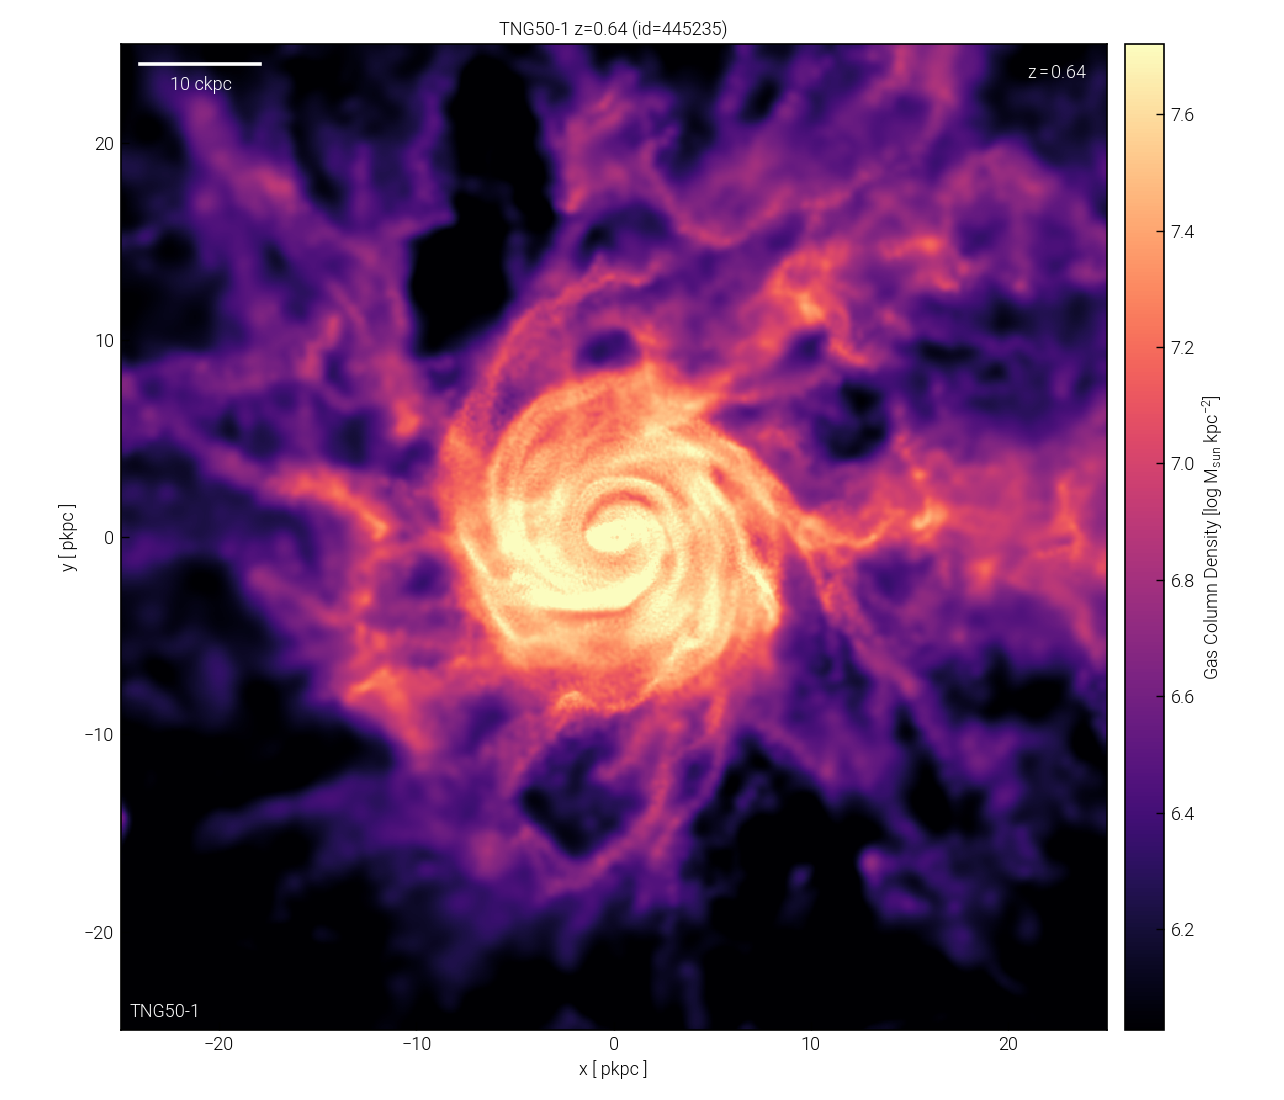 TNG50-1 z=0.64 (id=445235)
10 ckpc
z=0.64
20
10
0
−10
−20
y [ pkpc ]
TNG50-1
−20
−10
0
10
20
x [ pkpc ]
7.6
7.4
7.2
7.0
6.8
6.6
6.4
6.2
Gas Column Density [log M_sun kpc⁻²]